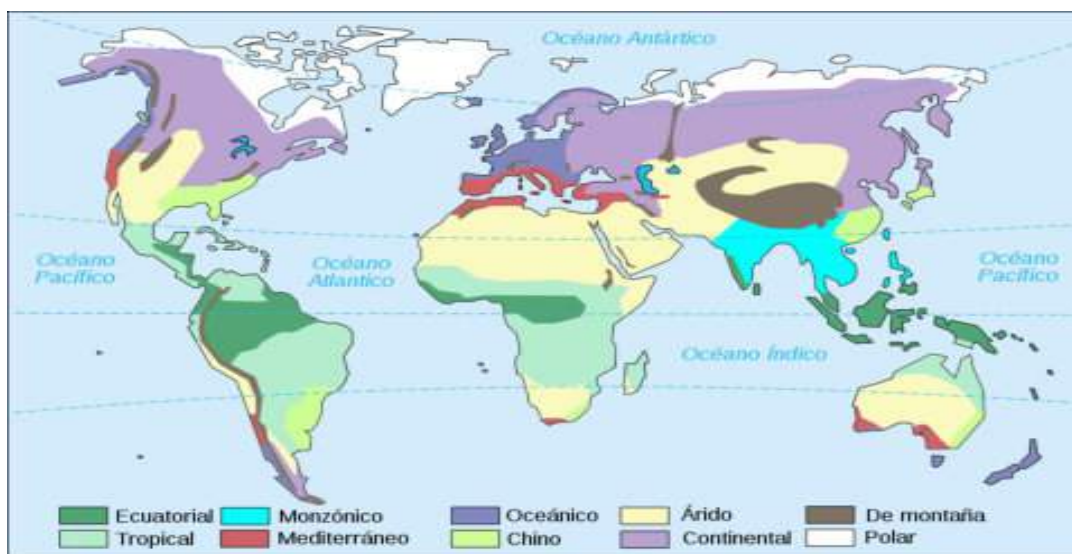 Océano Antártico
Océano
Pacífico
Océano
Atlantico
Océano
Pacífico
Océano Índico
Ecuatorial
Monzónico
Oceánico
Árido
De montaña
Tropical
Mediterráneo
Chino
Continental
Polar